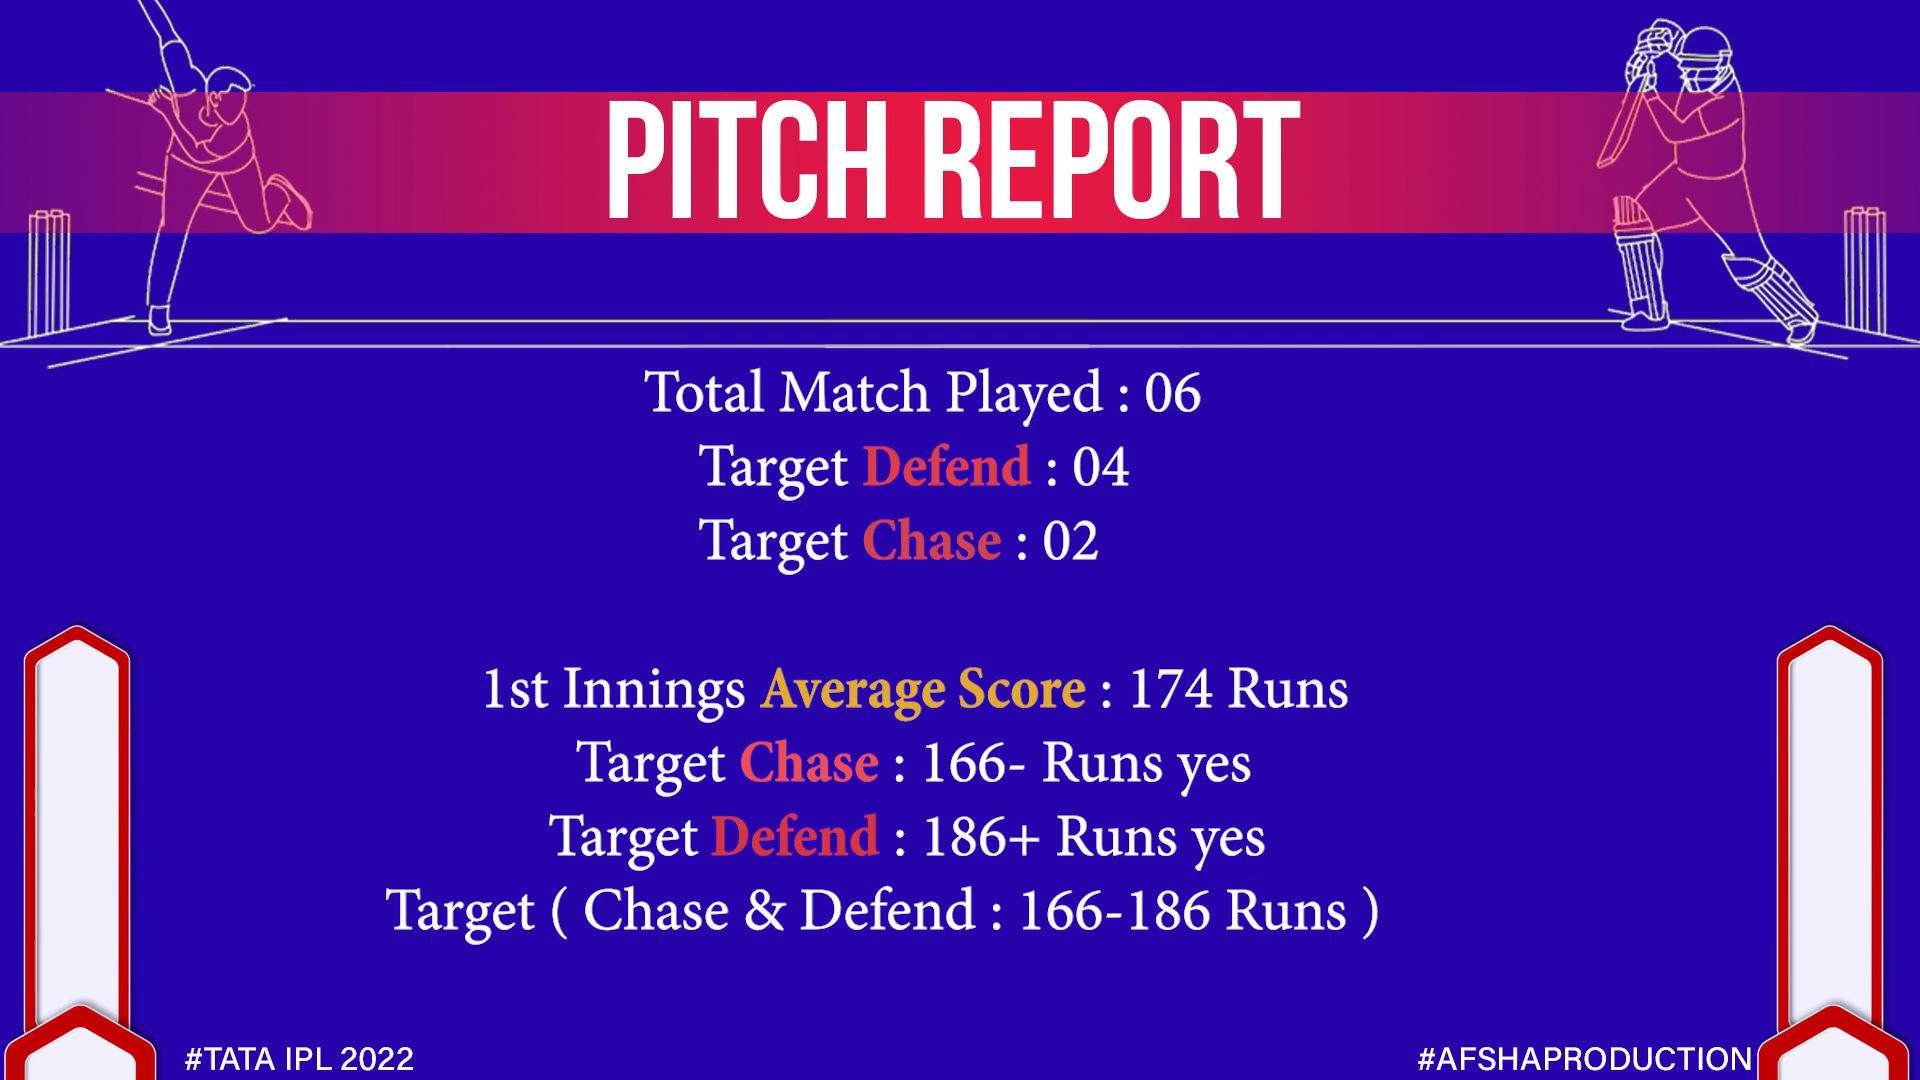 PITCH REPORT
Total Match Played : 06
Target Defend : 04
Target Chase : 02
1st Innings Average Score : 174 Runs
Target Chase : 166- Runs yes
Target Defend : 186+ Runs yes
Target ( Chase & Defend : 166-186 Runs )
#TATA IPL 2022
#AFSHAPRODUCTION